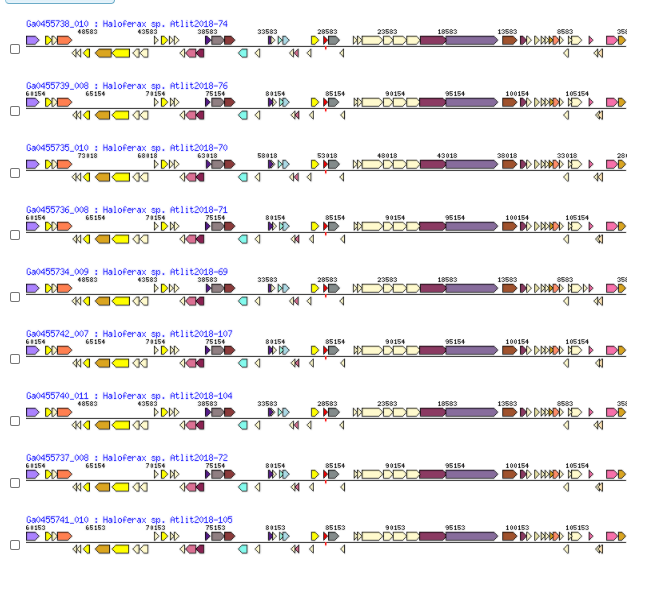 Ga0455738_010 : Haloferax sp. Atlit2018-74
48583 43583 38583 33583 28583 23583 18583 13583 8583 358
Ga0455739_008 : Haloferax sp. Atlit2018-76
60154 65154 70154 75154 80154 85154 90154 95154 100154 105154
Ga0455735_010 : Haloferax sp. Atlit2018-70
73018 68018 63018 58018 53018 48018 43018 38018 33018 280
Ga0455736_008 : Haloferax sp. Atlit2018-71
60154 65154 70154 75154 80154 85154 90154 95154 100154 105154
Ga0455734_009 : Haloferax sp. Atlit2018-69
48583 43583 38583 33583 28583 23583 18583 13583 8583 358
Ga0455742_007 : Haloferax sp. Atlit2018-107
60154 65154 70154 75154 80154 85154 90154 95154 100154 105154
Ga0455740_011 : Haloferax sp. Atlit2018-104
48583 43583 38583 33583 28583 23583 18583 13583 8583 358
Ga0455737_008 : Haloferax sp. Atlit2018-72
60154 65154 70154 75154 80154 85154 90154 95154 100154 105154
Ga0455741_010 : Haloferax sp. Atlit2018-105
60153 65153 70153 75153 80153 85153 90153 95153 100153 105153